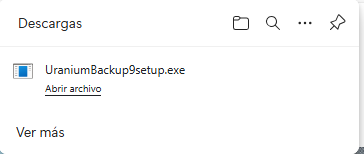 Descargas
UraniumBackup9setup.exe
Abrir archivo
Ver más